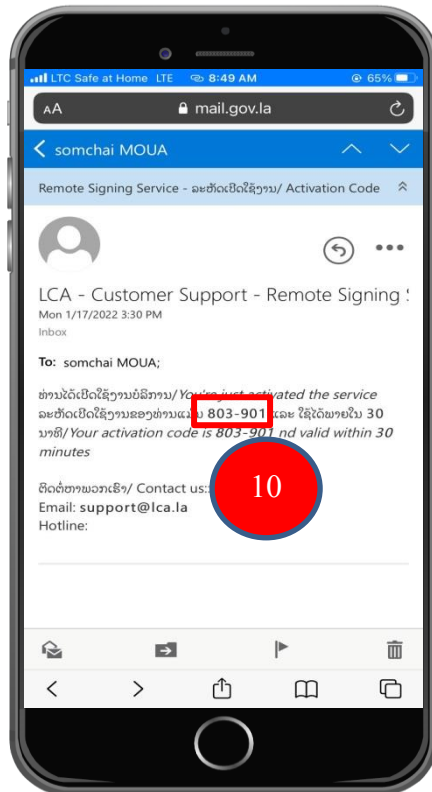 LTC Safe at Home LTE 8:49 AM 65%
AA mail.gov.la
somchai MOUA
Remote Signing Service - ລະຫັດເປີດໃຊ້ງານ/ Activation Code
LCA - Customer Support - Remote Signing
Mon 1/17/2022 3:30 PM
Inbox
To: somchai MOUA;
ທ່ານໄດ້ເປີດໃຊ້ງານບໍລິການ/You're just activated the service
ລະຫັດເປີດໃຊ້ງານຂອງທ່ານແມ່ນ 803-901 ແລະ ໃຊ້ໄດ້ພາຍໃນ 30
ນາທີ/Your activation code is 803-901 nd valid within 30
minutes
ຕິດຕໍ່ຫາພວກເຮົາ/ Contact us::
10
Email: support@lca.la
Hotline: